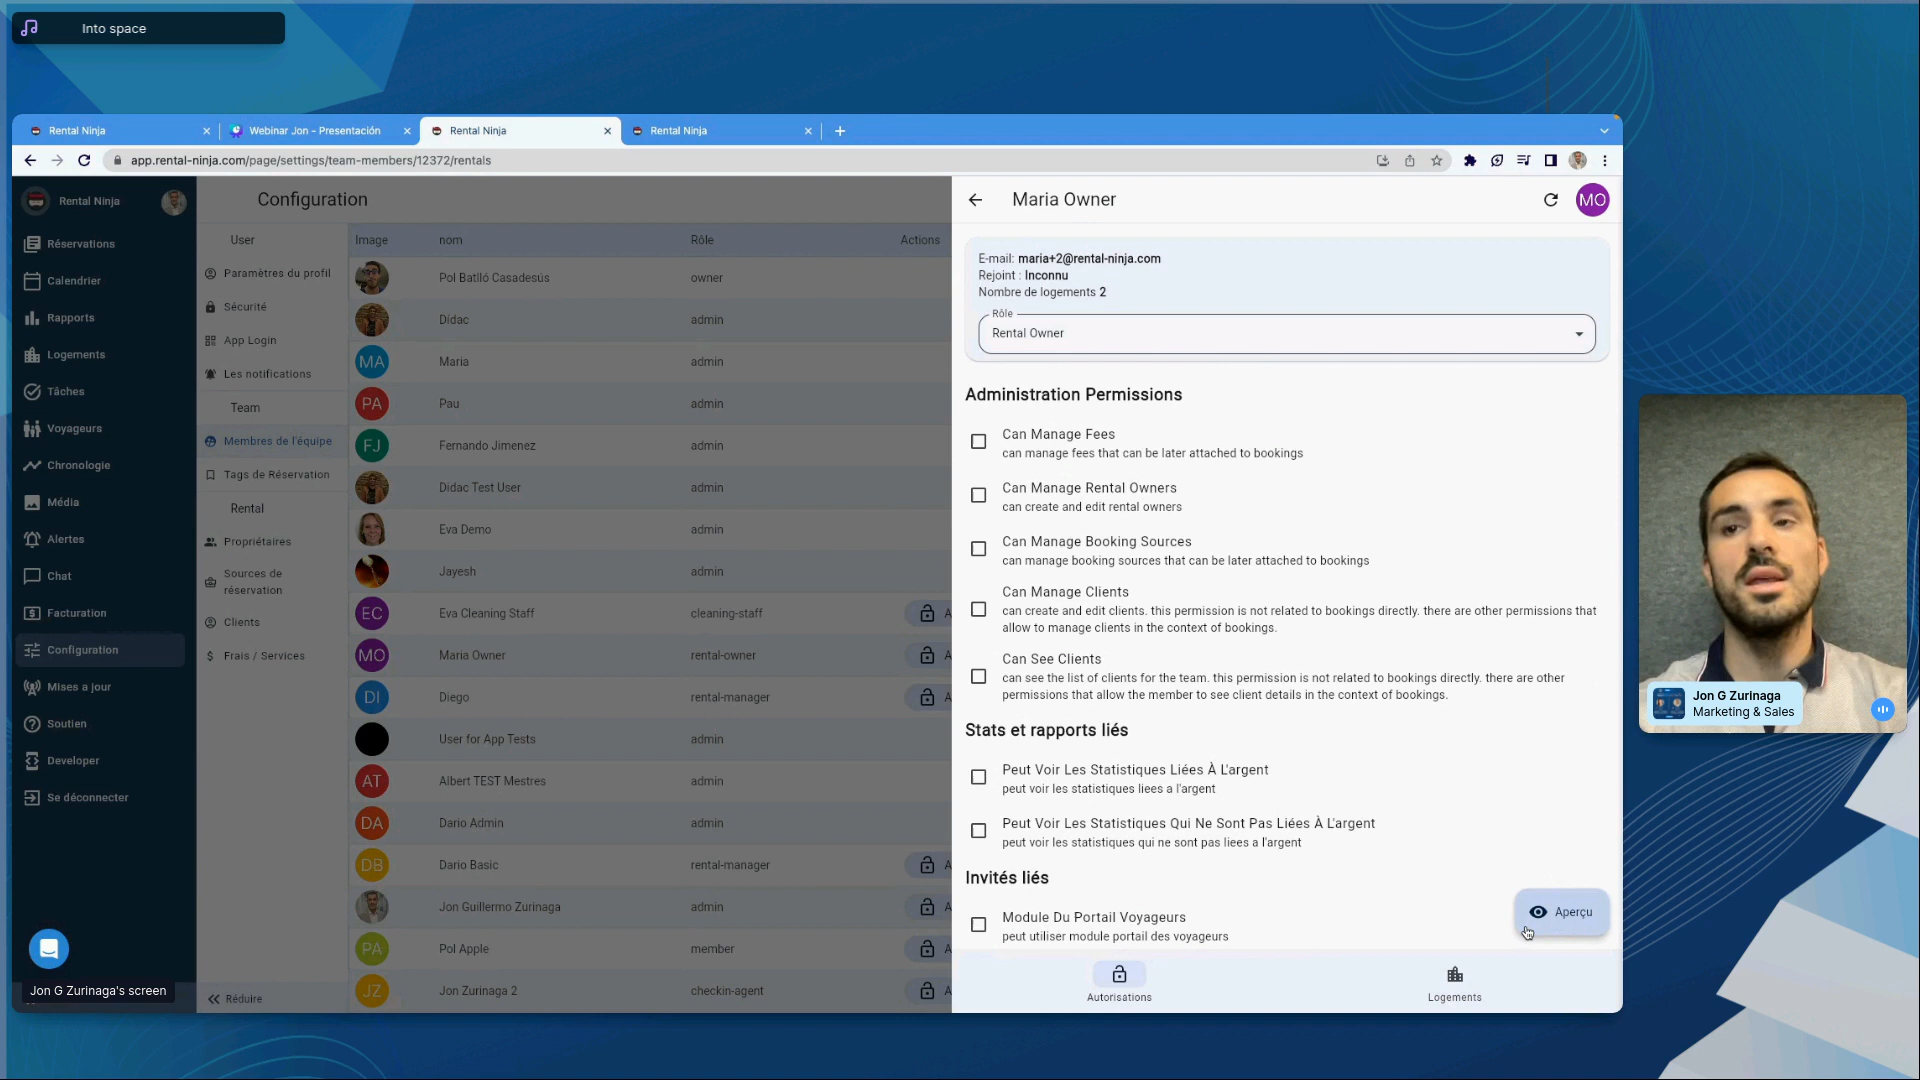 Into space
Rental Ninja
Webinar Jon - Presentación
Rental Ninja
Rental Ninja
app.rental-ninja.com/page/settings/team-members/12372/rentals
Rental Ninja
Réservations
Calendrier
Rapports
Logements
Tâches
Voyageurs
Chronologie
Média
Alertes
Chat
Facturation
Configuration
Mises a jour
Soutien
Developer
Se déconnecter
Jon G Zurinaga's screen
Configuration
User
Paramètres du profil
Sécurité
App Login
Les notifications
Team
Membres de l'équipe
Tags de Réservation
Rental
Propriétaires
Sources de
réservation
Clients
Frais / Services
Réduire
Image nom Rôle Actions
Pol Batlló Casadesús owner
Dídac admin
MA Maria admin
PA Pau admin
FJ Fernando Jimenez admin
Didac Test User admin
Eva Demo admin
Jayesh admin
EC Eva Cleaning Staff cleaning-staff A
MO Maria Owner rental-owner A
DI Diego rental-manager A
User for App Tests admin
AT Albert TEST Mestres admin
DA Dario Admin admin
DB Dario Basic rental-manager A
Jon Guillermo Zurinaga admin A
PA Pol Apple member A
JZ Jon Zurinaga 2 checkin-agent A
Maria Owner
MO
E-mail: maria+2@rental-ninja.com
Rejoint : Inconnu
Nombre de logements 2
Rôle
Rental Owner
Administration Permissions
Can Manage Fees
can manage fees that can be later attached to bookings
Can Manage Rental Owners
can create and edit rental owners
Can Manage Booking Sources
can manage booking sources that can be later attached to bookings
Can Manage Clients
can create and edit clients. this permission is not related to bookings directly. there are other permissions that
allow to manage clients in the context of bookings.
Can See Clients
can see the list of clients for the team. this permission is not related to bookings directly. there are other
permissions that allow the member to see client details in the context of bookings.
Stats et rapports liés
Peut Voir Les Statistiques Liées À L'argent
peut voir les statistiques liees a l'argent
Peut Voir Les Statistiques Qui Ne Sont Pas Liées À L'argent
peut voir les statistiques qui ne sont pas liees a l'argent
Invités liés
Module Du Portail Voyageurs
peut utiliser module portail des voyageurs
Aperçu
Autorisations
Logements
Jon G Zurinaga
Marketing & Sales